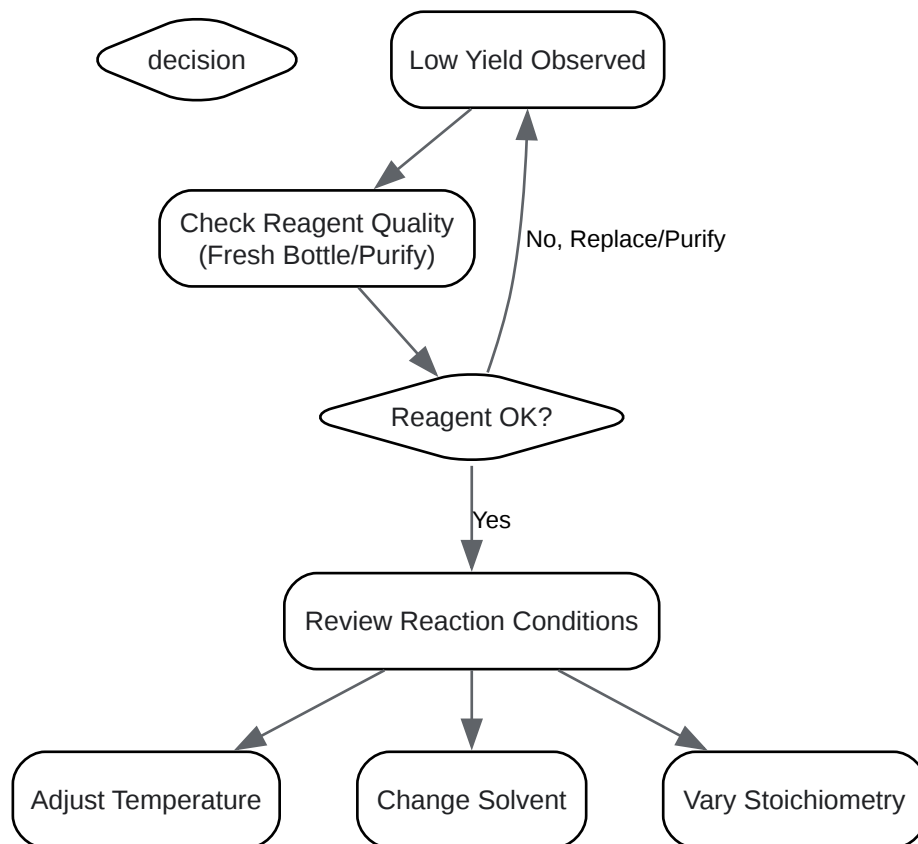 decision
Low Yield Observed
Check Reagent Quality
(Fresh Bottle/Purify)
No, Replace/Purify
Reagent OK?
Yes
Review Reaction Conditions
Adjust Temperature
Change Solvent
Vary Stoichiometry